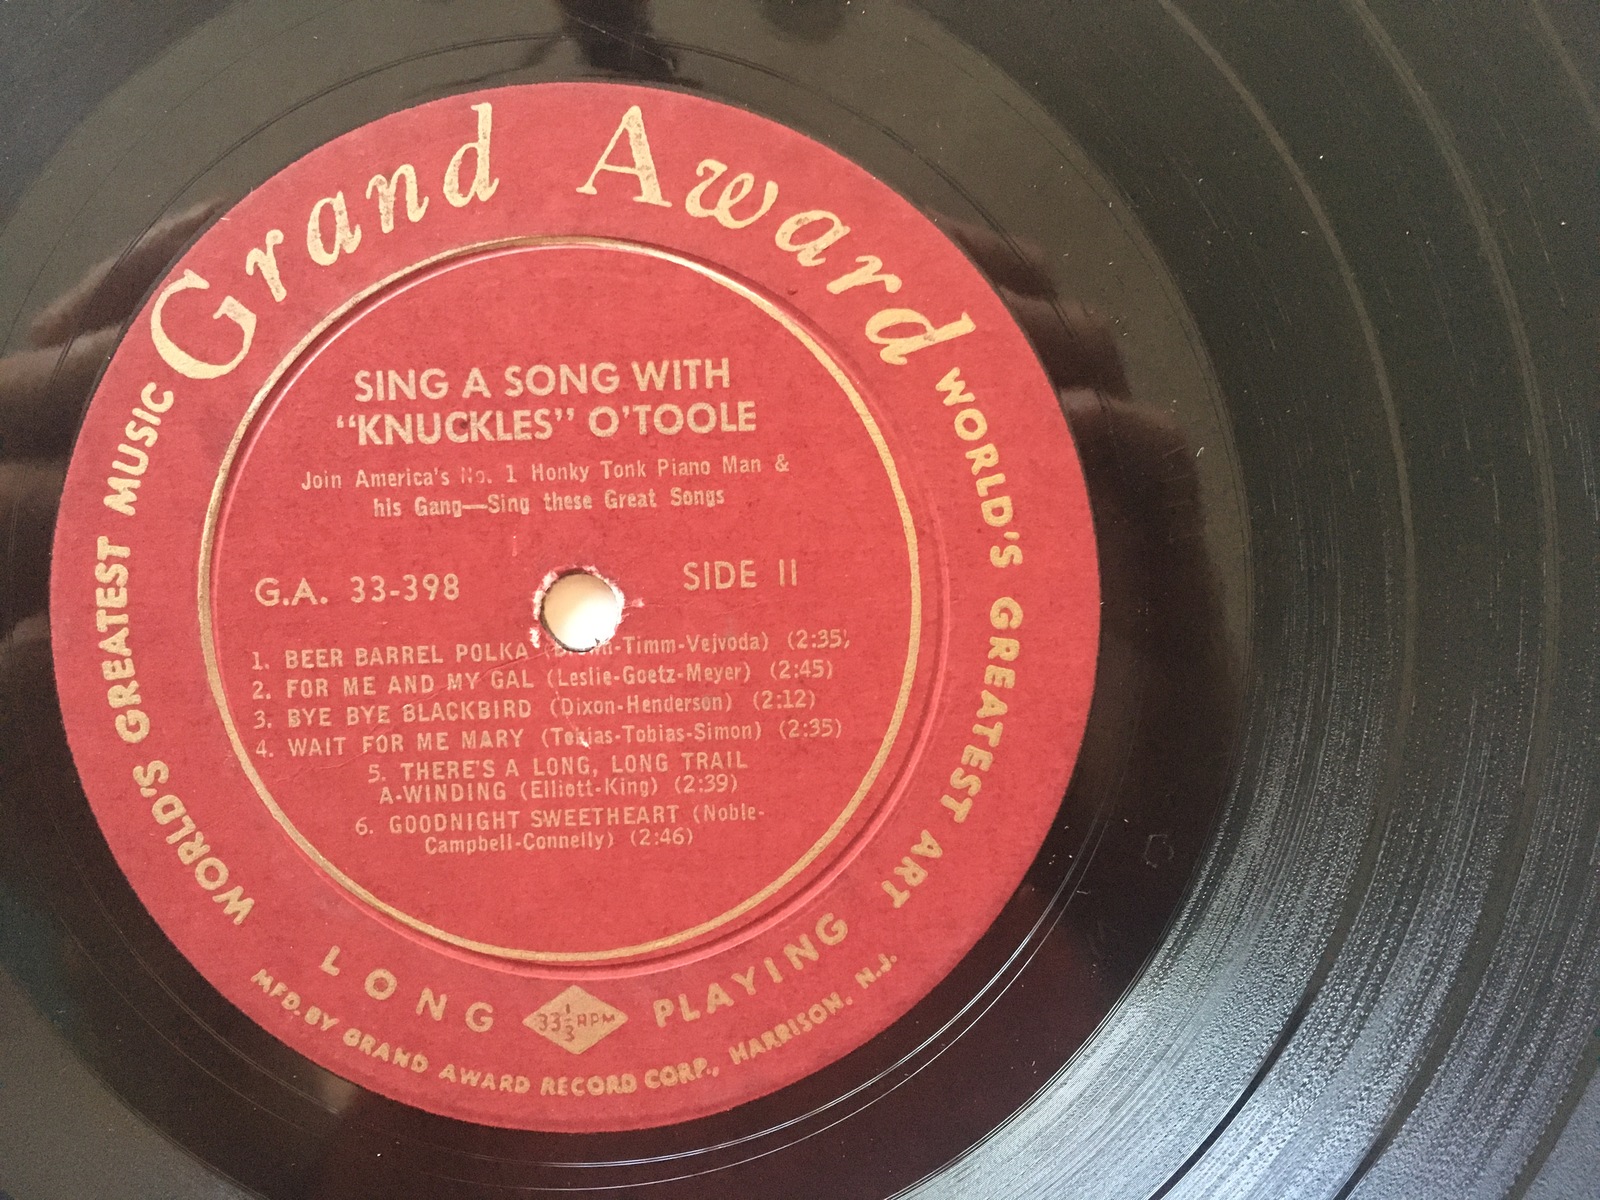 Grand Award
WORLD'S GREATEST MUSIC
WORLD'S GREATEST ART
SING A SONG WITH
"KNUCKLES" O'TOOLE
Join America's No. 1 Honky Tonk Piano Man &
his Gang—Sing these Great Songs
G.A. 33-398
SIDE II
1. BEER BARREL POLKA (Brown-Timm-Vejvoda) (2:35)
2. FOR ME AND MY GAL (Leslie-Goetz-Meyer) (2:45)
3. BYE BYE BLACKBIRD (Dixon-Henderson) (2:12)
4. WAIT FOR ME MARY (Tobias-Tobias-Simon) (2:35)
5. THERE'S A LONG, LONG TRAIL
A-WINDING (Elliott-King) (2:39)
6. GOODNIGHT SWEETHEART (Noble-
Campbell-Connelly) (2:46)
LONG 33⅓ RPM PLAYING
MFD. BY GRAND AWARD RECORD CORP., HARRISON, N.J.